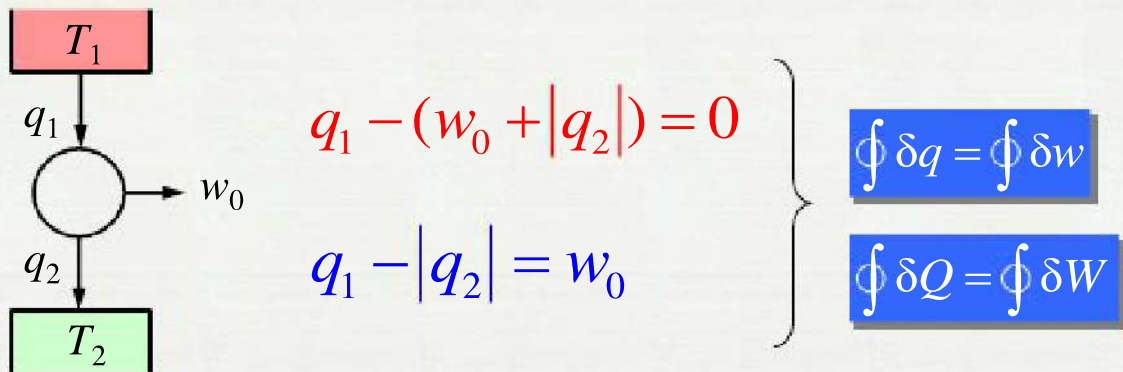 T₁
q₁
w₀
q₂
T₂
q₁ − (w₀ + |q₂|) = 0
q₁ − |q₂| = w₀
∮ δq = ∮ δw
∮ δQ = ∮ δW